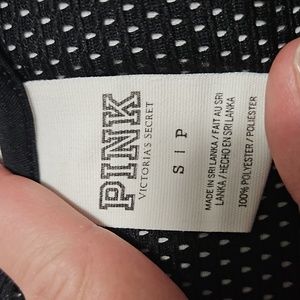 PINK
VICTORIA'S SECRET
S | P
MADE IN SRI LANKA / FAIT AU SRI
LANKA / HECHO EN SRI LANKA
100% POLYESTER / POLIESTER